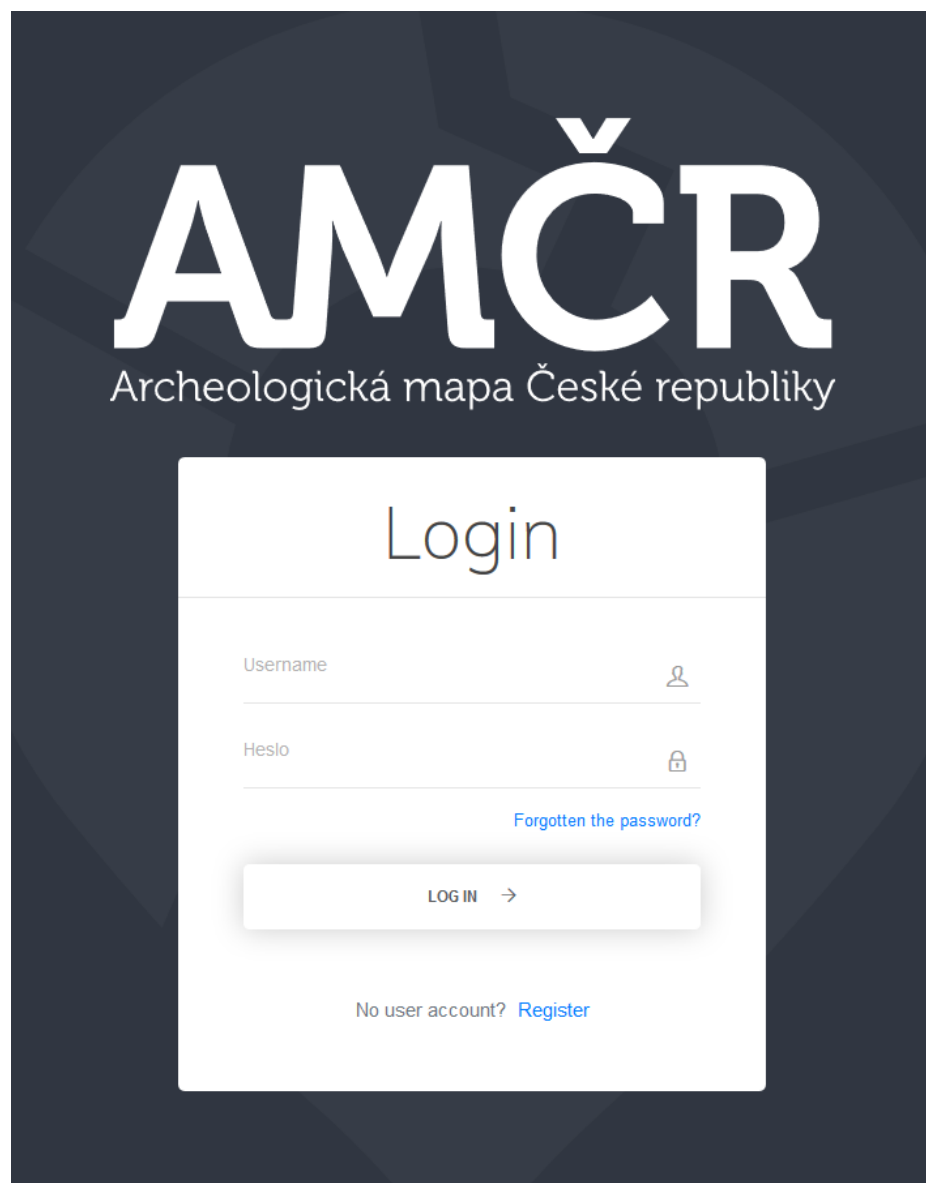 AMČR
Archeologická mapa České republiky
Login
Username
Heslo
Forgotten the password?
LOG IN →
No user account? Register